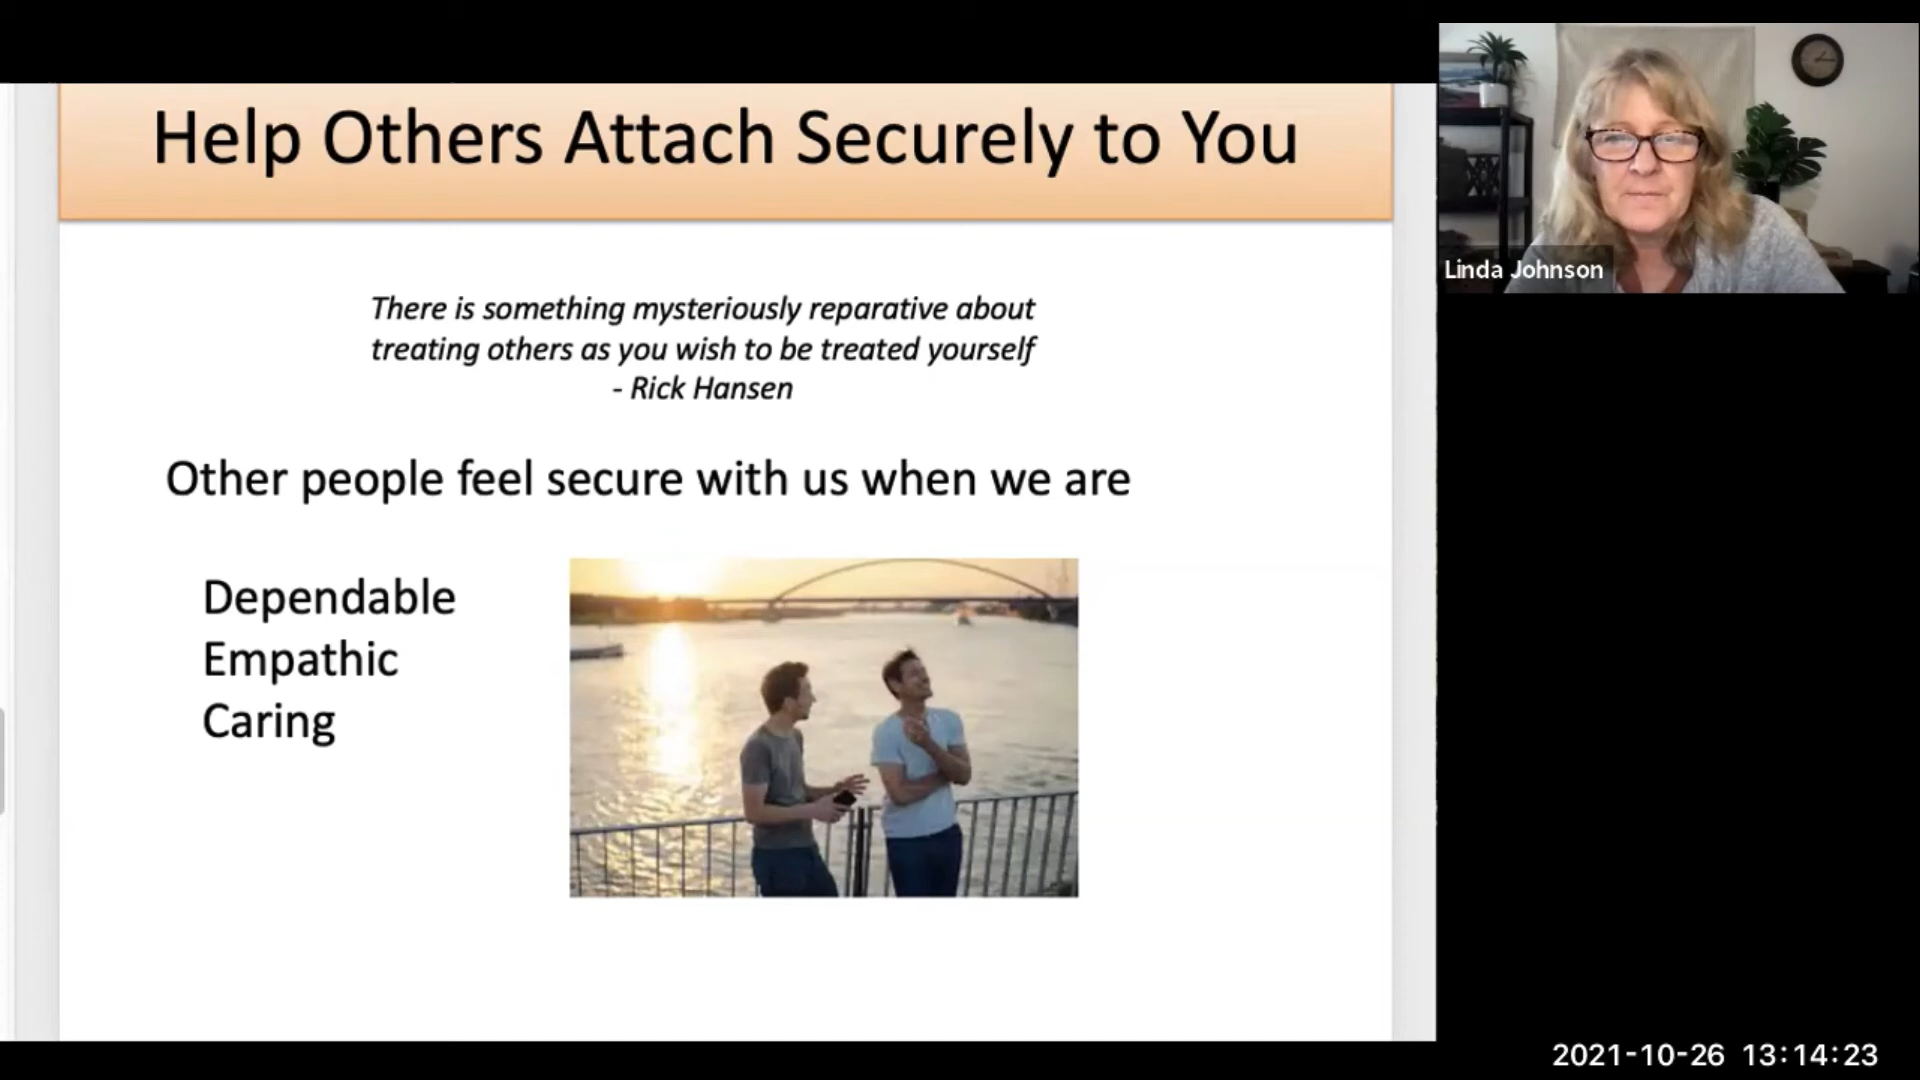 Help Others Attach Securely to You
There is something mysteriously reparative about
treating others as you wish to be treated yourself
- Rick Hansen
Other people feel secure with us when we are
Dependable
Empathic
Caring
Linda Johnson
2021-10-26 13:14:23